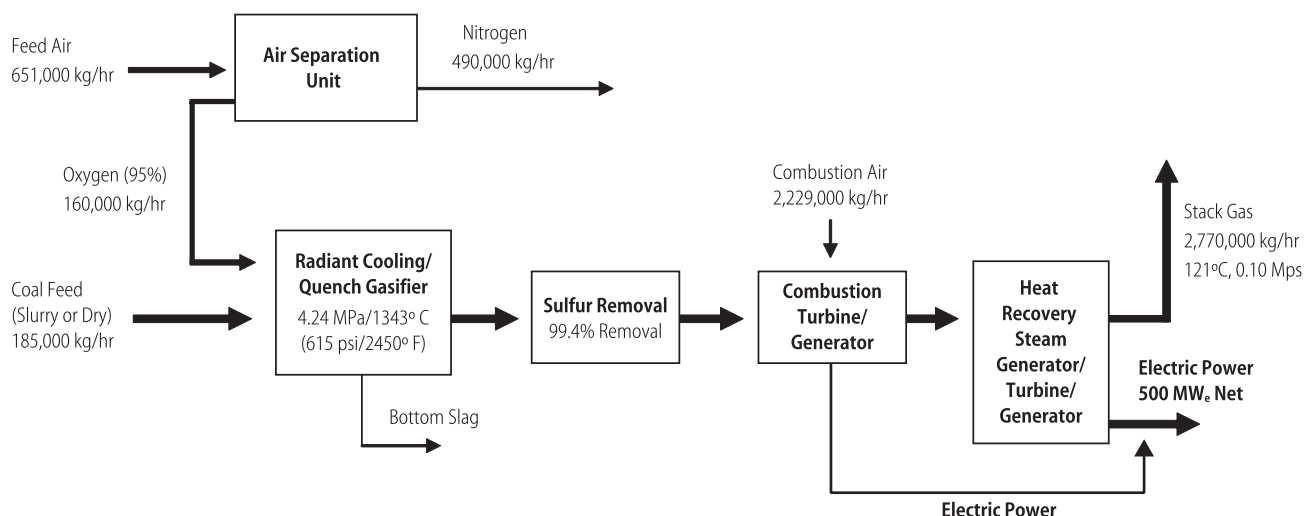 Feed Air
651,000 kg/hr
Air Separation
Unit
Nitrogen
490,000 kg/hr
Oxygen (95%)
160,000 kg/hr
Combustion Air
2,229,000 kg/hr
Stack Gas
2,770,000 kg/hr
121ºC, 0.10 Mps
Coal Feed
(Slurry or Dry)
185,000 kg/hr
Radiant Cooling/
Quench Gasifier
4.24 MPa/1343º C
(615 psi/2450º F)
Sulfur Removal
99.4% Removal
Combustion
Turbine/
Generator
Heat
Recovery
Steam
Generator/
Turbine/
Generator
Electric Power
500 MWₑ Net
Bottom Slag
Electric Power